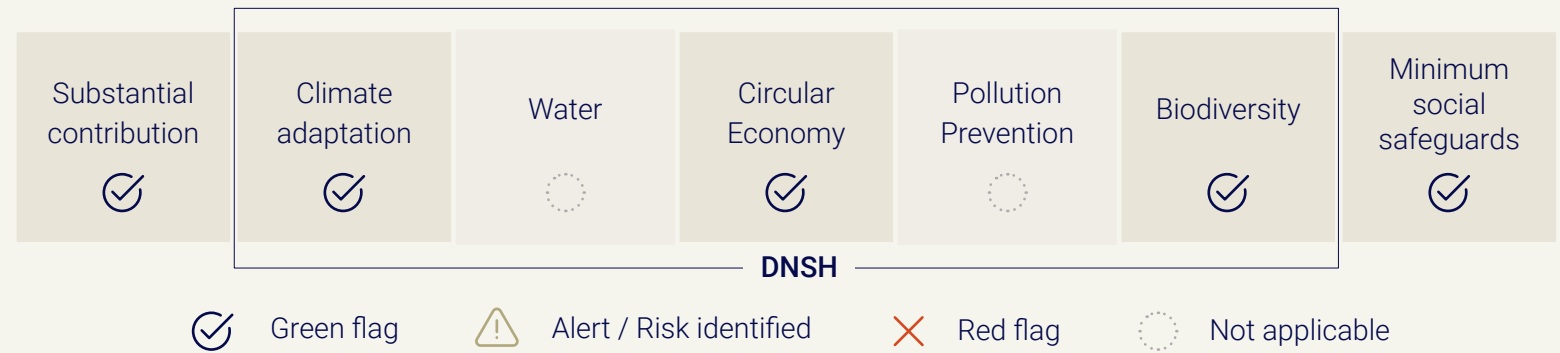 Substantial
contribution
Climate
adaptation
Water
Circular
Economy
Pollution
Prevention
Biodiversity
Minimum
social
safeguards
DNSH
Green flag
Alert / Risk identified
Red flag
Not applicable